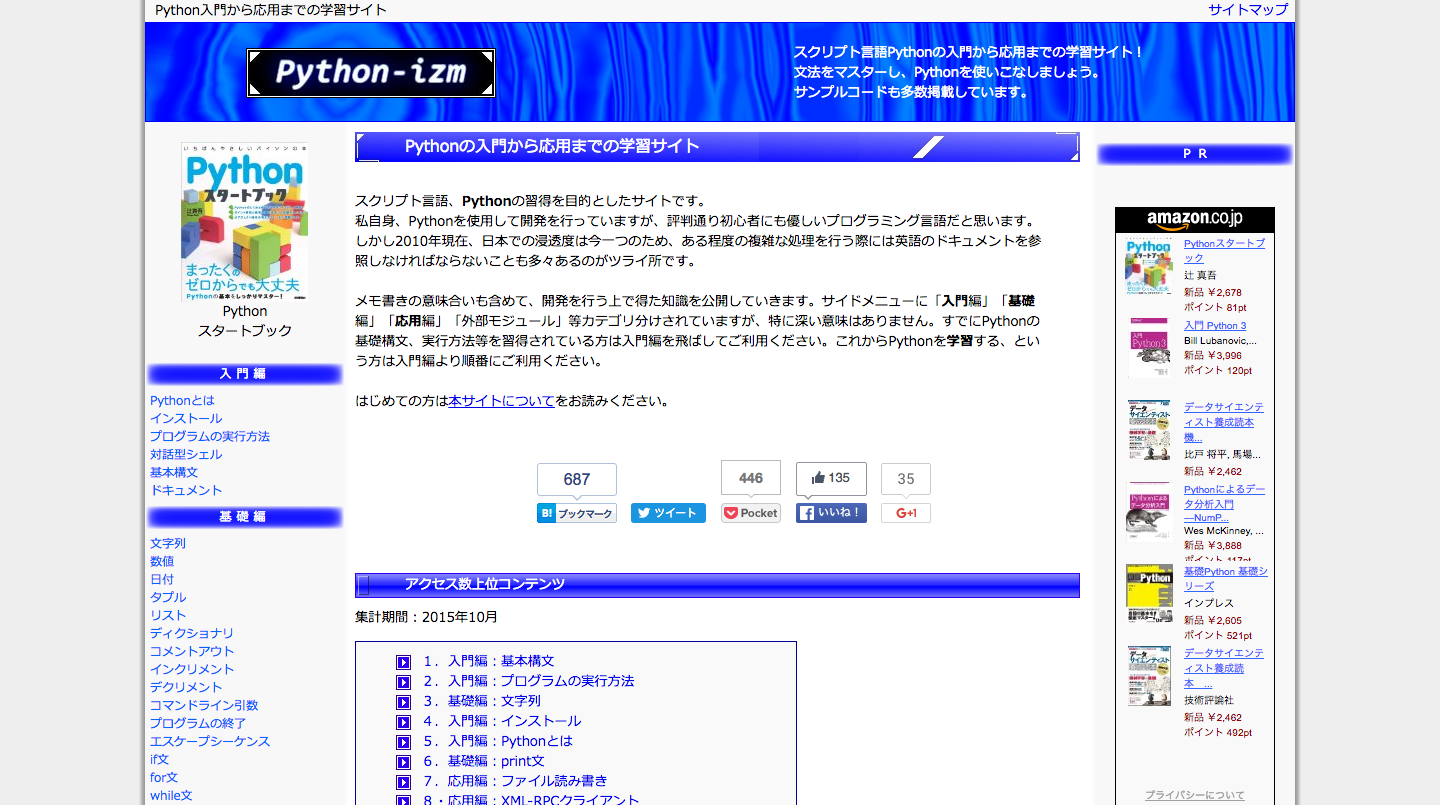 Python入門から応用までの学習サイト
サイトマップ
Python-izm
スクリプト言語Pythonの入門から応用までの学習サイト！
文法をマスターし、Pythonを使いこなしましょう。
サンプルコードも多数掲載しています。
いちばんやさしいパイソンの本
Python
スタートブック
辻真吾
まったくの
ゼロからでも大丈夫
Pythonの基本をしっかりマスター！
Python
スタートブック
入門編
Pythonとは
インストール
プログラムの実行方法
対話型シェル
基本構文
ドキュメント
基礎編
文字列
数値
日付
タプル
リスト
ディクショナリ
コメントアウト
インクリメント
デクリメント
コマンドライン引数
プログラムの終了
エスケープシーケンス
if文
for文
while文
Pythonの入門から応用までの学習サイト
スクリプト言語、Pythonの習得を目的としたサイトです。
私自身、Pythonを使用して開発を行っていますが、評判通り初心者にも優しいプログラミング言語だと思います。
しかし2010年現在、日本での浸透度は今一つのため、ある程度の複雑な処理を行う際には英語のドキュメントを参
照しなければならないことも多々あるのがツライ所です。
メモ書きの意味合いも含めて、開発を行う上で得た知識を公開していきます。サイドメニューに「入門編」「基礎
編」「応用編」「外部モジュール」等カテゴリ分けされていますが、特に深い意味はありません。すでにPythonの
基礎構文、実行方法等を習得されている方は入門編を飛ばしてご利用ください。これからPythonを学習する、とい
う方は入門編より順番にご利用ください。
はじめての方は本サイトについてをお読みください。
687
446
135
35
B! ブックマーク
ツイート
Pocket
いいね！
G+1
アクセス数上位コンテンツ
集計期間：2015年10月
1．入門編：基本構文
2．入門編：プログラムの実行方法
3．基礎編：文字列
4．入門編：インストール
5．入門編：Pythonとは
6．基礎編：print文
7．応用編：ファイル読み書き
8・応用編：XML-RPCクライアント
PR
amazon.co.jp
Pythonスタートブ
ック
辻 真吾
新品 ￥2,678
ポイント 81pt
入門 Python 3
Bill Lubanovic,...
新品 ￥3,996
ポイント 120pt
データサイエンテ
ィスト養成読本
機...
比戸 将平, 馬場...
新品 ￥2,462
Pythonによるデー
タ分析入門
―NumP...
Wes McKinney, ...
新品 ￥3,888
ポイント 117pt
基礎Python 基礎シ
リーズ
インプレス
新品 ￥2,605
ポイント 521pt
データサイエンテ
ィスト養成読
本 ...
技術評論社
新品 ￥2,462
ポイント 492pt
プライバシーについて